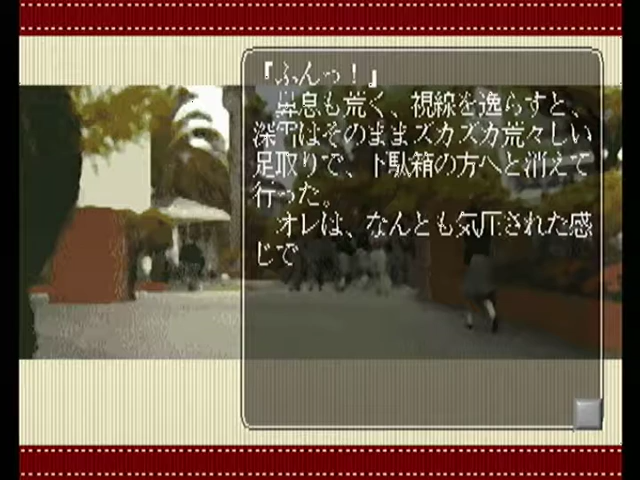 『ふんっ!』
　鼻息も荒く、視線を逸らすと、
深雪はそのままズカズカ荒々しい
足取りで、下駄箱の方へと消えて
行った。
　オレは、なんとも気圧された感
じで